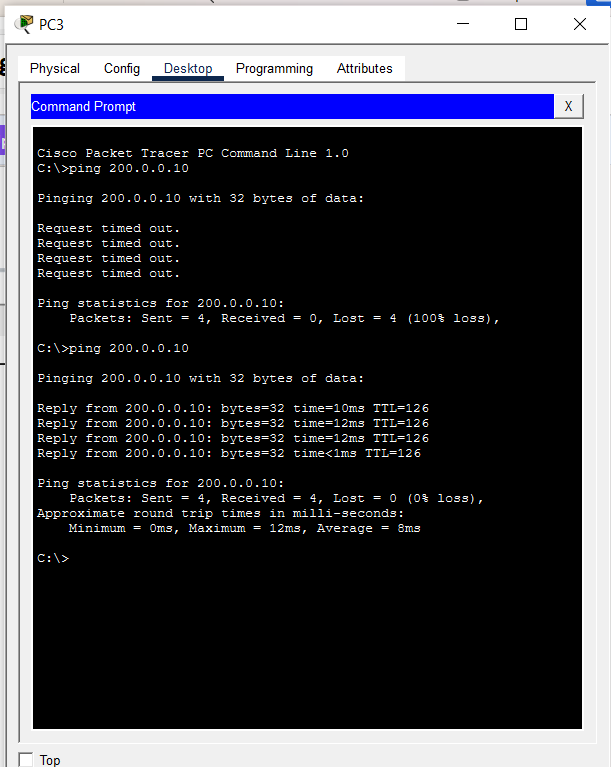 PC3
Physical Config Desktop Programming Attributes
Command Prompt X
Cisco Packet Tracer PC Command Line 1.0
C:\>ping 200.0.0.10
Pinging 200.0.0.10 with 32 bytes of data:
Request timed out.
Request timed out.
Request timed out.
Request timed out.
Ping statistics for 200.0.0.10:
Packets: Sent = 4, Received = 0, Lost = 4 (100% loss),
C:\>ping 200.0.0.10
Pinging 200.0.0.10 with 32 bytes of data:
Reply from 200.0.0.10: bytes=32 time=10ms TTL=126
Reply from 200.0.0.10: bytes=32 time=12ms TTL=126
Reply from 200.0.0.10: bytes=32 time=12ms TTL=126
Reply from 200.0.0.10: bytes=32 time<1ms TTL=126
Ping statistics for 200.0.0.10:
Packets: Sent = 4, Received = 4, Lost = 0 (0% loss),
Approximate round trip times in milli-seconds:
Minimum = 0ms, Maximum = 12ms, Average = 8ms
C:\>
Top